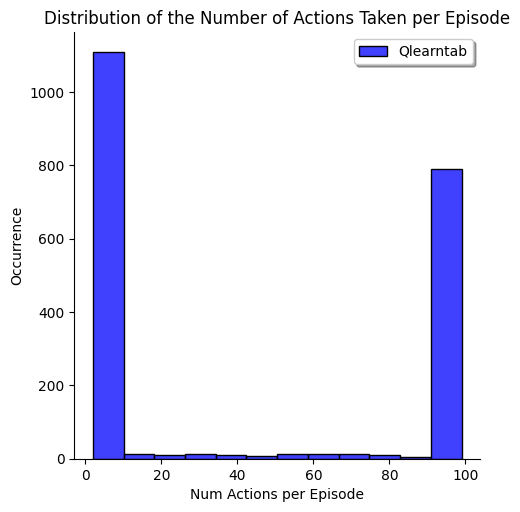 Distribution of the Number of Actions Taken per Episode
Qlearntab
1000
800
600
400
200
0
Occurrence
0 20 40 60 80 100
Num Actions per Episode